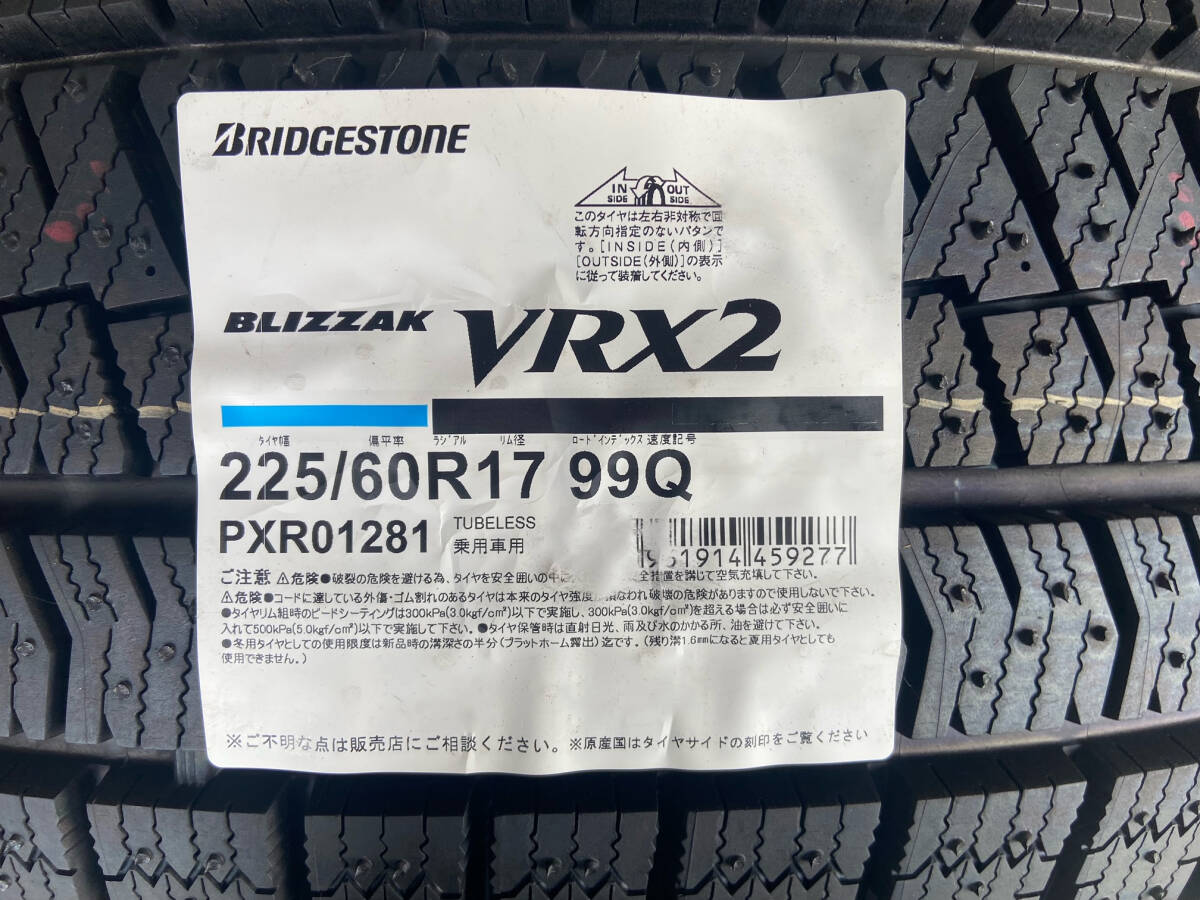 BRIDGESTONE
IN SIDE OUT SIDE
このタイヤは左右非対称で回
転方向指定のないパタンで
す。[INSIDE(内側)]
[OUTSIDE(外側)]の表示
に従って装着してください。
BLIZZAK VRX2
タイヤ幅 偏平率 ラジアル リム径 ロードインデックス 速度記号
225/60R17 99Q
PXR01281 TUBELESS
乗用車用
1914 459277
ご注意 ⚠危険●破裂の危険を避ける為、タイヤを安全囲いの中 措置を講じて空気充填して下さい。
⚠危険●コードに達している外傷・ゴム割れのあるタイヤは本来のタイヤ強度 損なわれ破壊の危険がありますので使用しないで下さい。
●タイヤリム組時のビードシーティングは300kPa(3.0kgf/cm²)以下で実施し、300kPa(3.0kgf/cm²)を超える場合は必ず安全囲いに
入れて500kPa(5.0kgf/cm²)以下で実施して下さい。●タイヤ保管時は直射日光、雨及び水のかかる所、油を避けて下さい。
●冬用タイヤとしての使用限度は新品時の溝深さの半分(プラットホーム露出)迄です。(残り溝1.6mmになると夏用タイヤとしても
使用できません。)
※ご不明な点は販売店にご相談ください。※原産国はタイヤサイドの刻印をご覧ください